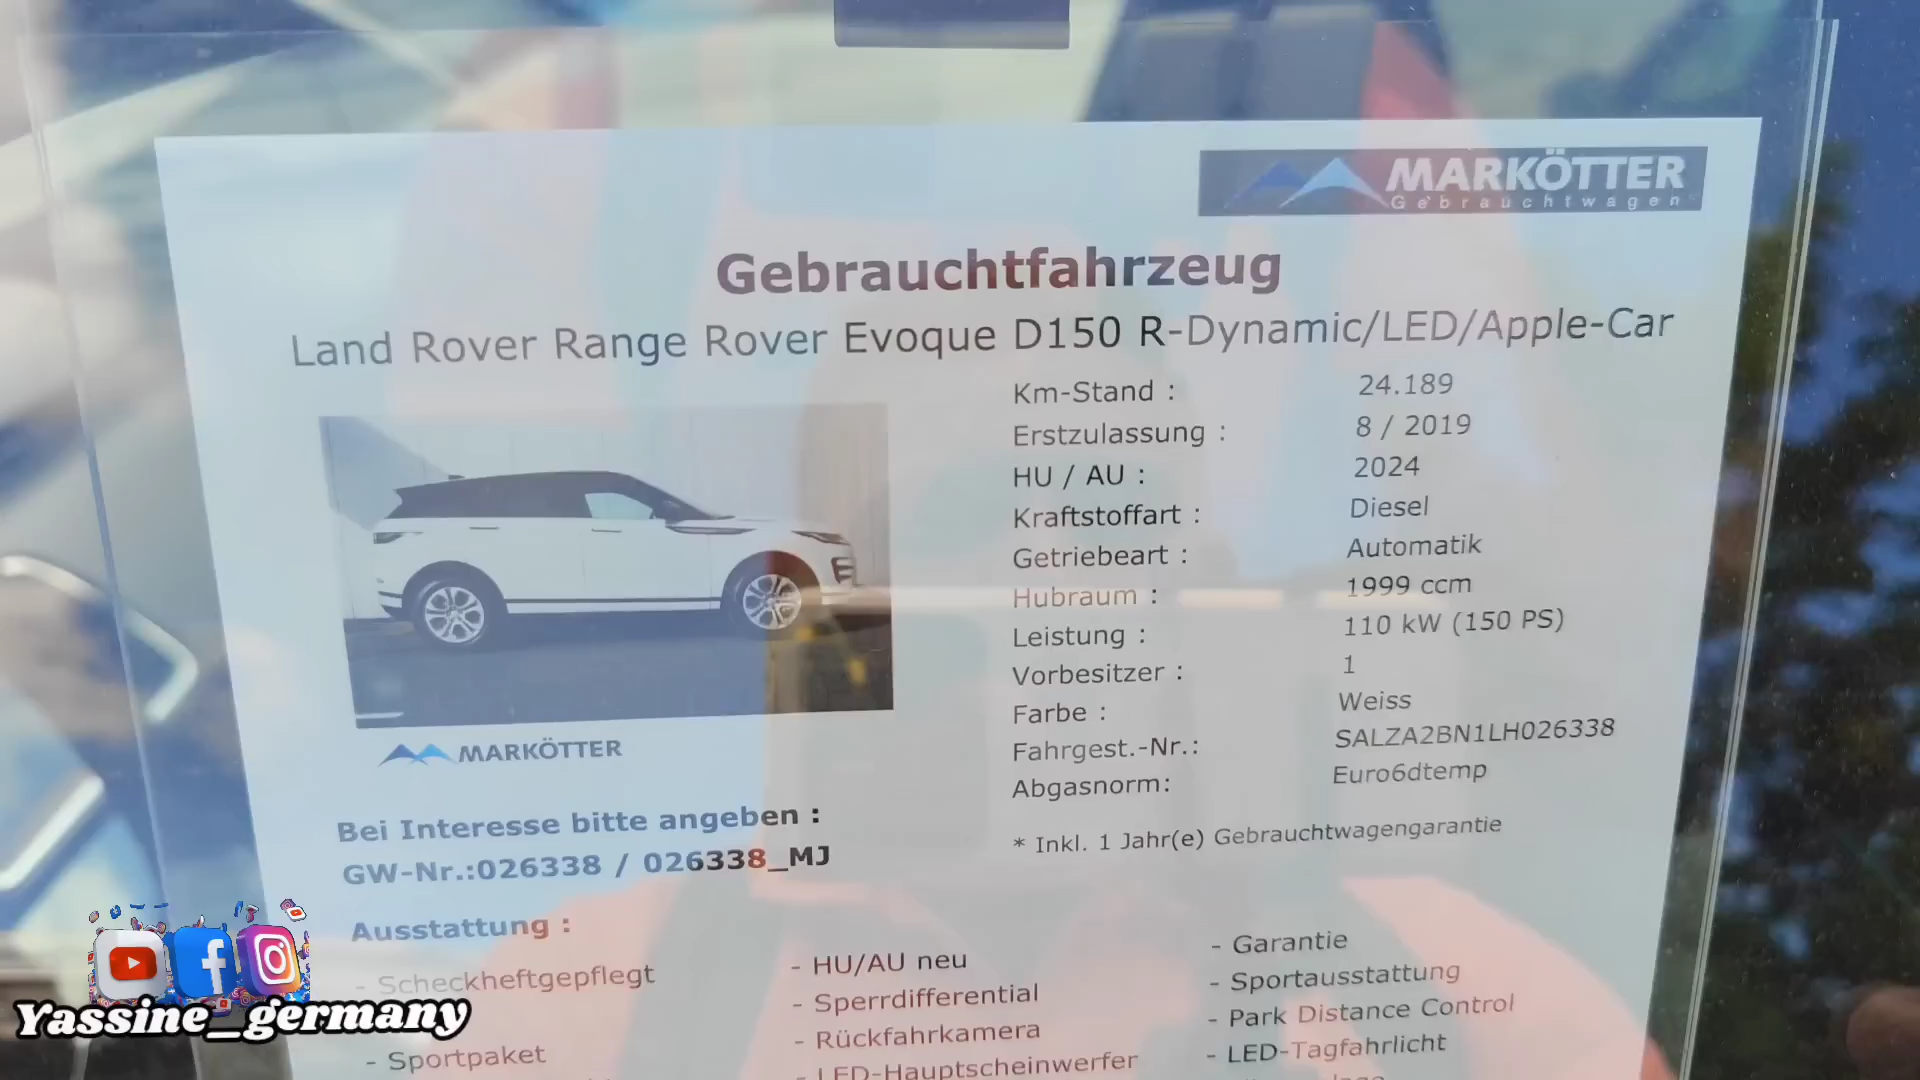 MARKÖTTER
Gebrauchtwagen
Gebrauchtfahrzeug
Land Rover Range Rover Evoque D150 R-Dynamic/LED/Apple-Car
Km-Stand : 24.189
Erstzulassung : 8 / 2019
HU / AU : 2024
Kraftstoffart : Diesel
Getriebeart : Automatik
Hubraum : 1999 ccm
Leistung : 110 kW (150 PS)
Vorbesitzer : 1
Farbe : Weiss
Fahrgest.-Nr.: SALZA2BN1LH026338
Abgasnorm: Euro6dtemp
* Inkl. 1 Jahr(e) Gebrauchtwagengarantie
MARKÖTTER
Bei Interesse bitte angeben :
GW-Nr.:026338 / 026338_MJ
Ausstattung :
- Scheckheftgepflegt
- Sportpaket
- HU/AU neu
- Sperrdifferential
- Rückfahrkamera
- LED-Hauptscheinwerfer
- Garantie
- Sportausstattung
- Park Distance Control
- LED-Tagfahrlicht
Yassine_germany